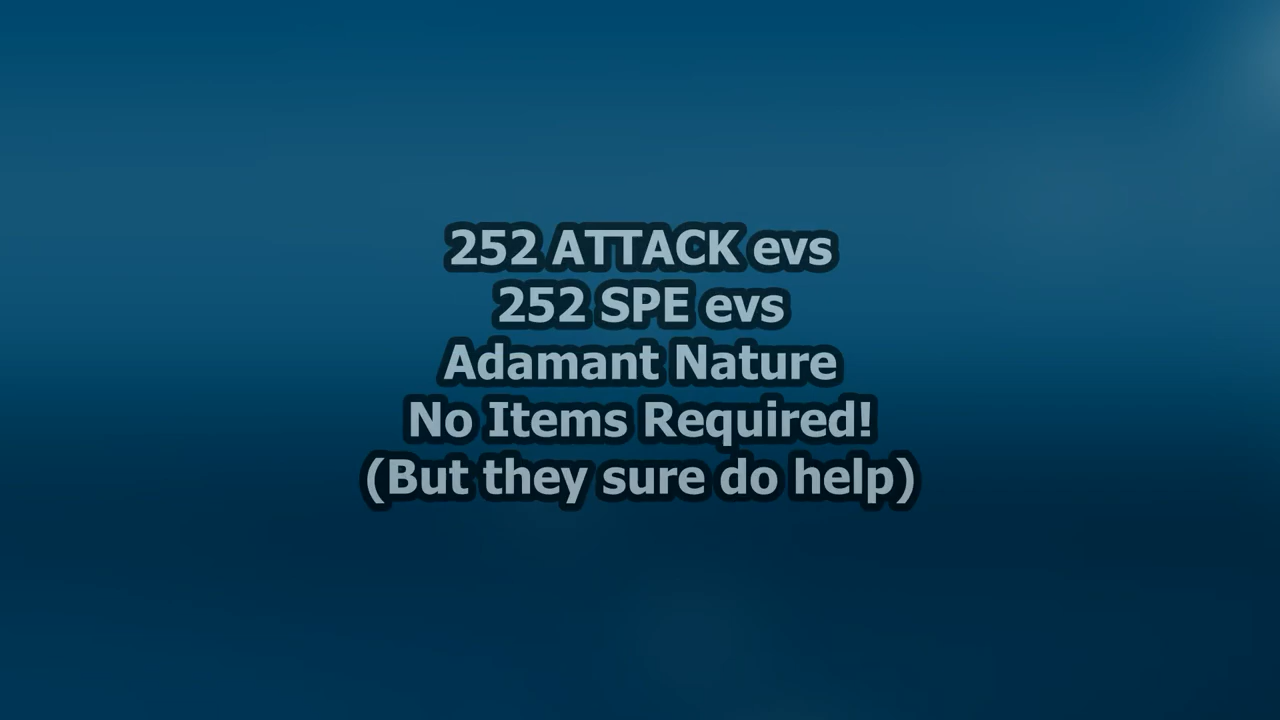 252 ATTACK evs
252 SPE evs
Adamant Nature
No Items Required!
(But they sure do help)